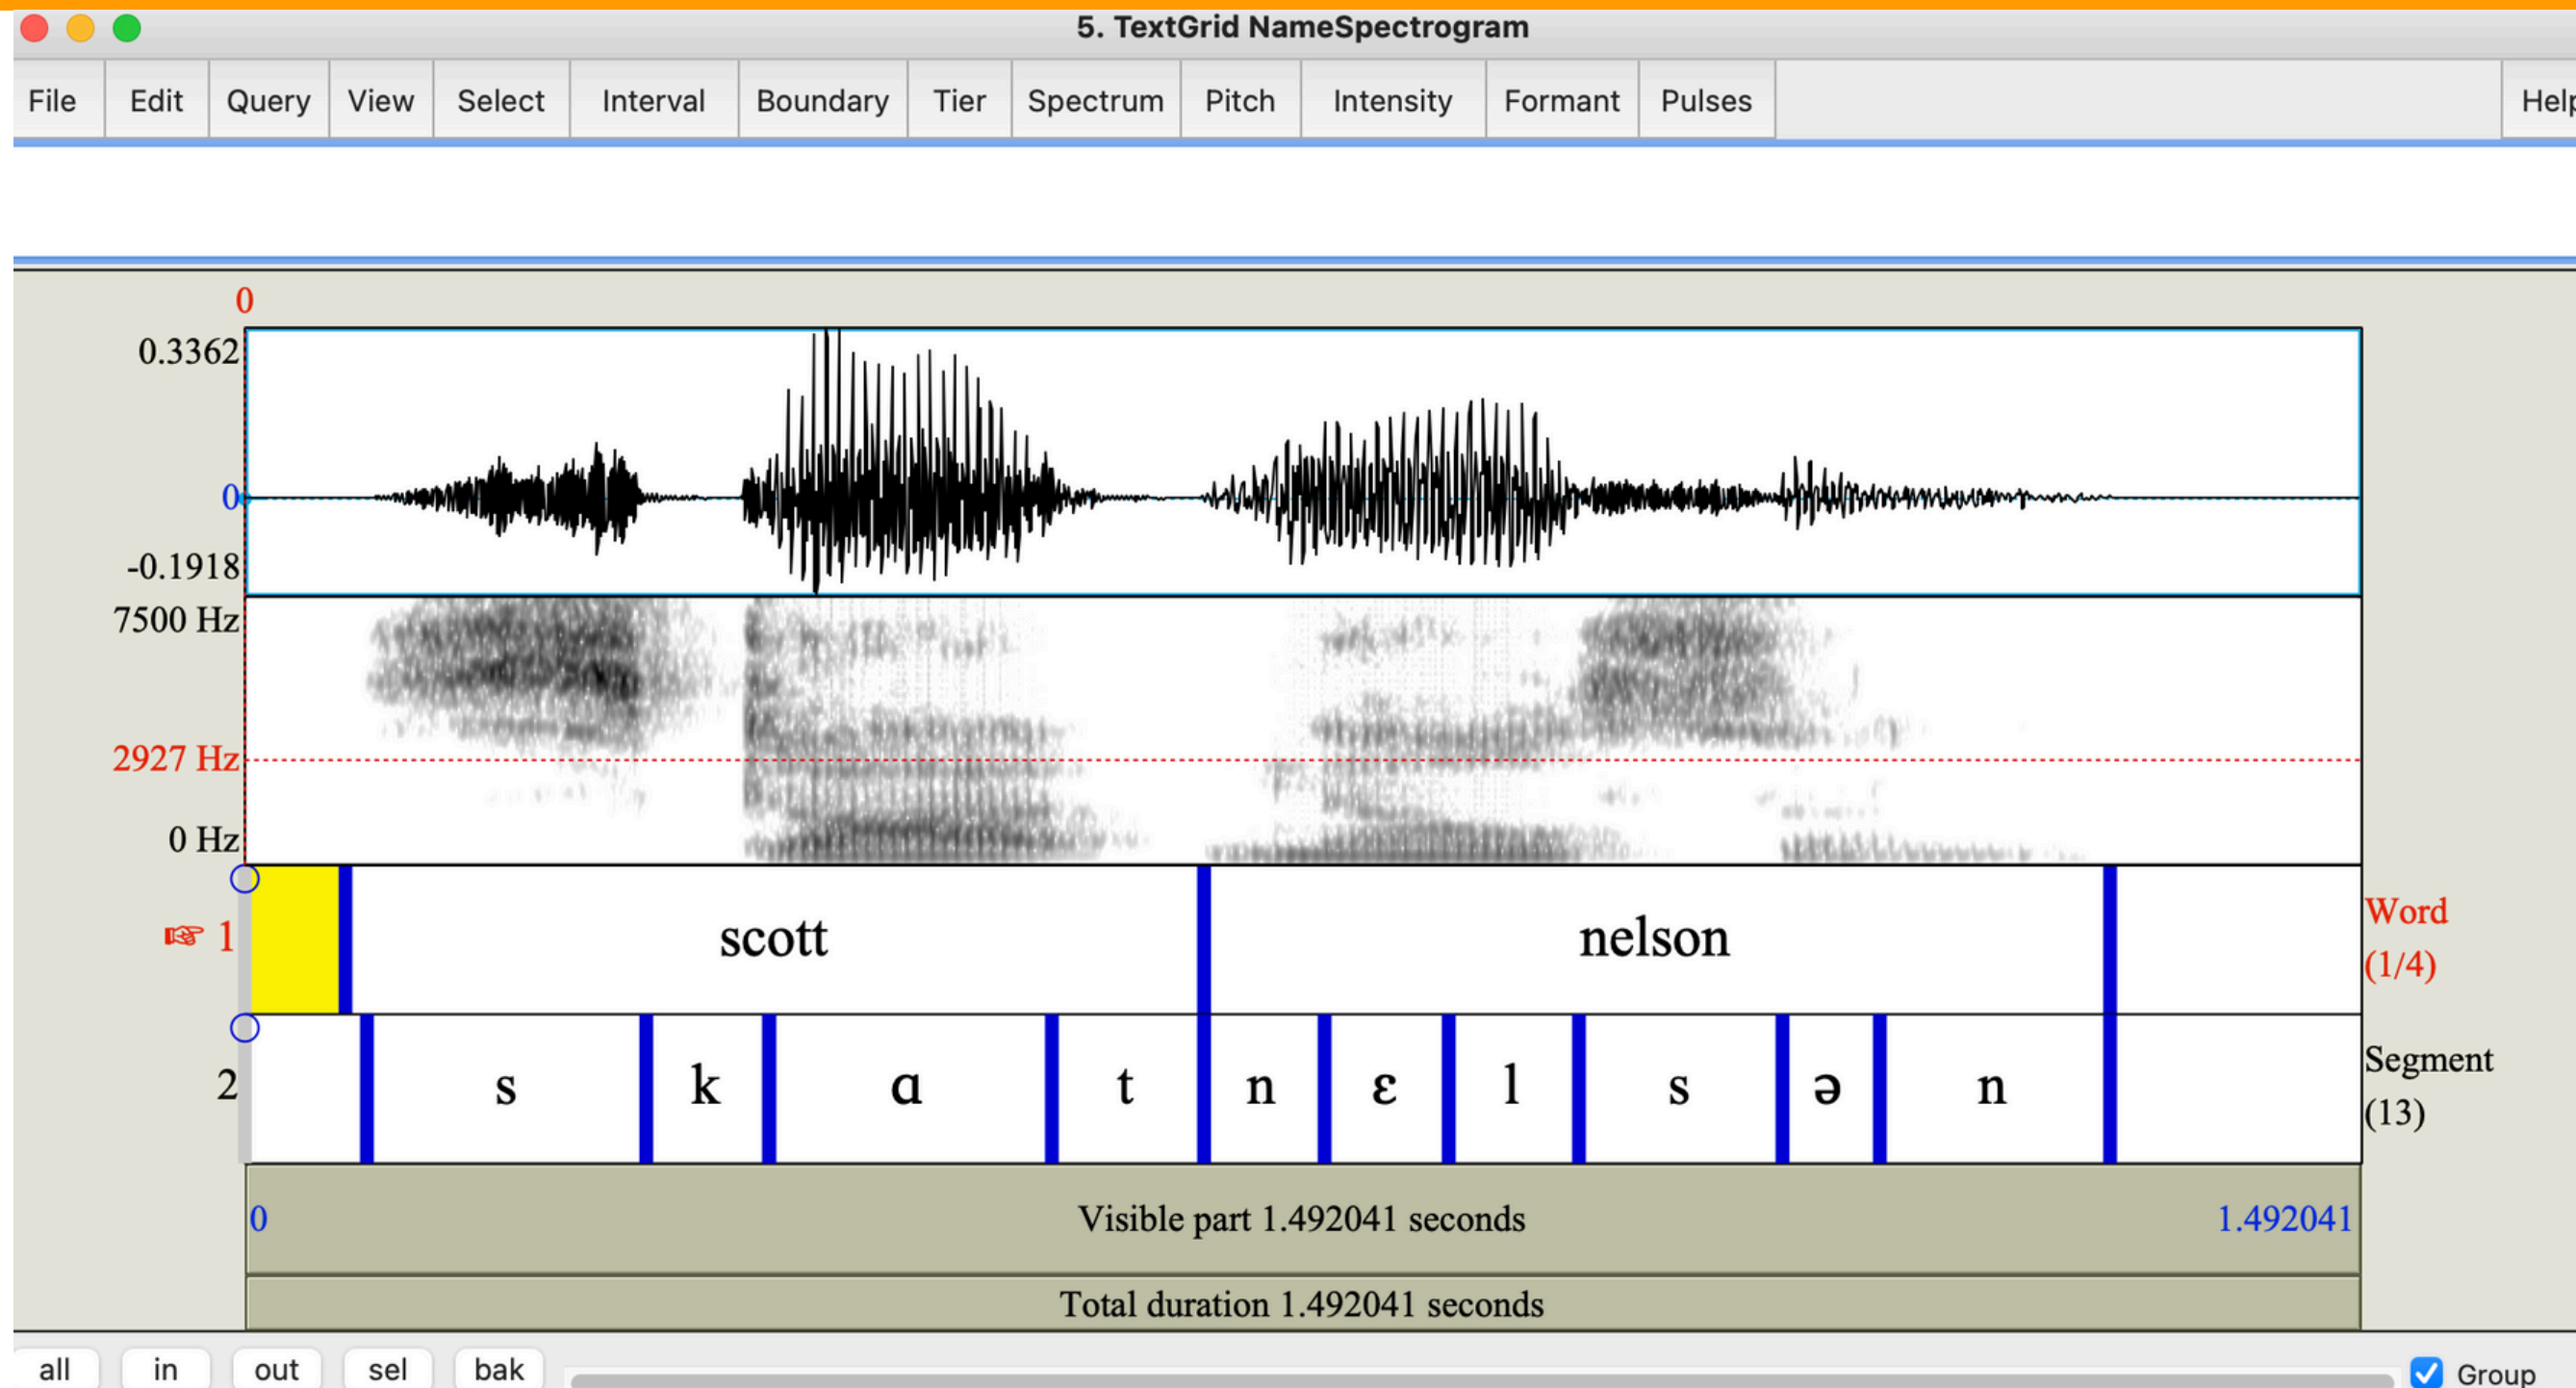 5. TextGrid NameSpectrogram
File Edit Query View Select Interval Boundary Tier Spectrum Pitch Intensity Formant Pulses Help
0
0.3362
0
-0.1918
7500 Hz
2927 Hz
0 Hz
☞ 1 scott nelson Word
(1/4)
2 s k ɑ t n ɛ l s ə n Segment
(13)
0 Visible part 1.492041 seconds 1.492041
Total duration 1.492041 seconds
all in out sel bak Group